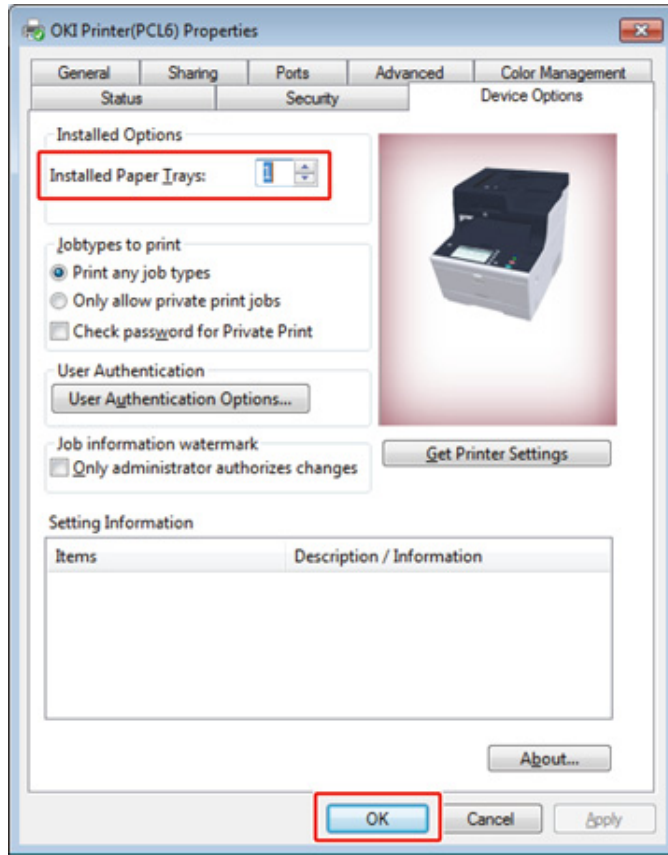 OKI Printer(PCL6) Properties
General Sharing Ports Advanced Color Management
Status Security Device Options
Installed Options
Installed Paper Trays: 1
Jobtypes to print
Print any job types
Only allow private print jobs
Check password for Private Print
User Authentication
User Authentication Options...
Job information watermark
Only administrator authorizes changes
Get Printer Settings
Setting Information
Items Description / Information
About...
OK Cancel Apply